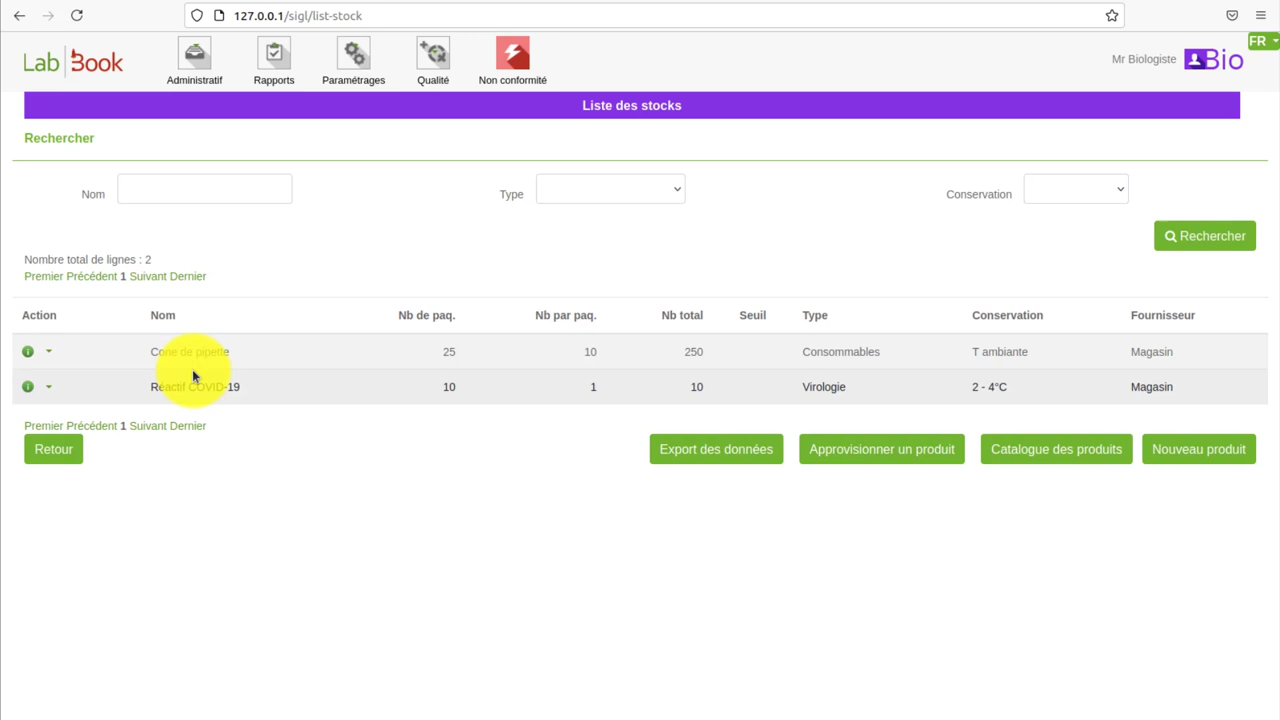 127.0.0.1/sigl/list-stock
FR
Lab Book
Administratif Rapports Paramétrages Qualité Non conformité
Mr Biologiste Bio
Liste des stocks
Rechercher
Nom Type Conservation
Rechercher
Nombre total de lignes : 2
Premier Précédent 1 Suivant Dernier
Action Nom Nb de paq. Nb par paq. Nb total Seuil Type Conservation Fournisseur
Cone de pipette 25 10 250 Consommables T ambiante Magasin
Réactif COVID-19 10 1 10 Virologie 2 - 4°C Magasin
Premier Précédent 1 Suivant Dernier
Retour Export des données Approvisionner un produit Catalogue des produits Nouveau produit